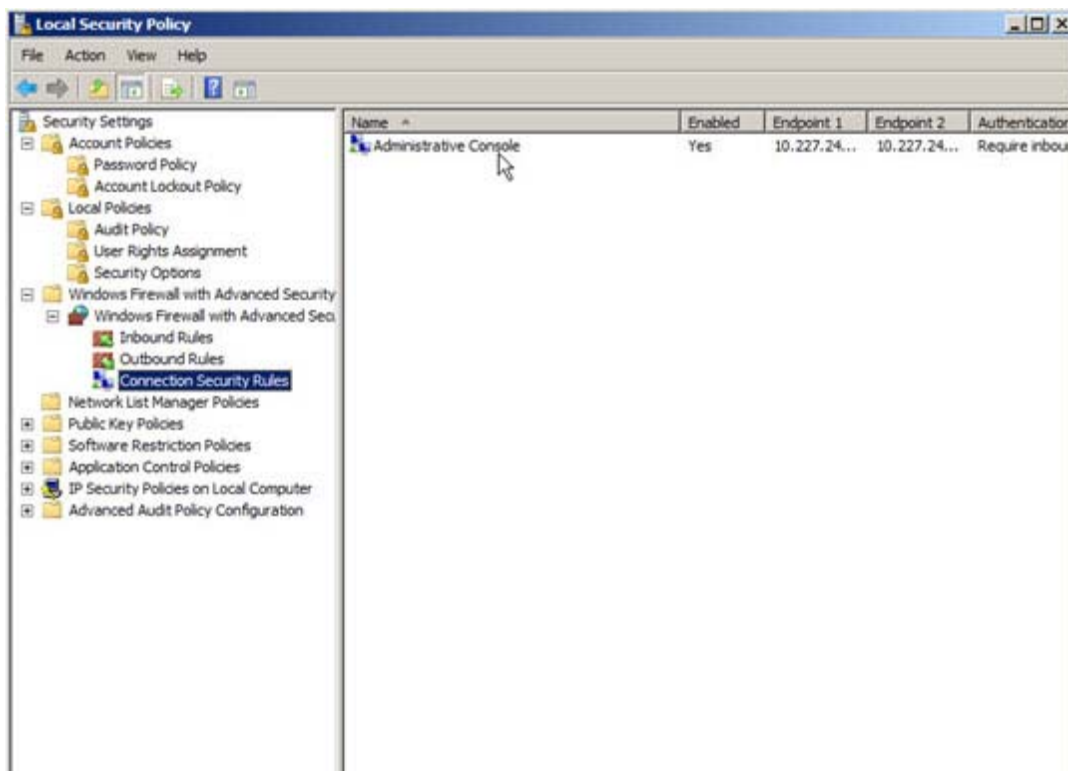 Local Security Policy
File Action View Help
Security Settings
Account Policies
Password Policy
Account Lockout Policy
Local Policies
Audit Policy
User Rights Assignment
Security Options
Windows Firewall with Advanced Security
Windows Firewall with Advanced Secu
Inbound Rules
Outbound Rules
Connection Security Rules
Network List Manager Policies
Public Key Policies
Software Restriction Policies
Application Control Policies
IP Security Policies on Local Computer
Advanced Audit Policy Configuration
Name Enabled Endpoint 1 Endpoint 2 Authentication
Administrative Console Yes 10.227.24... 10.227.24... Require inbou